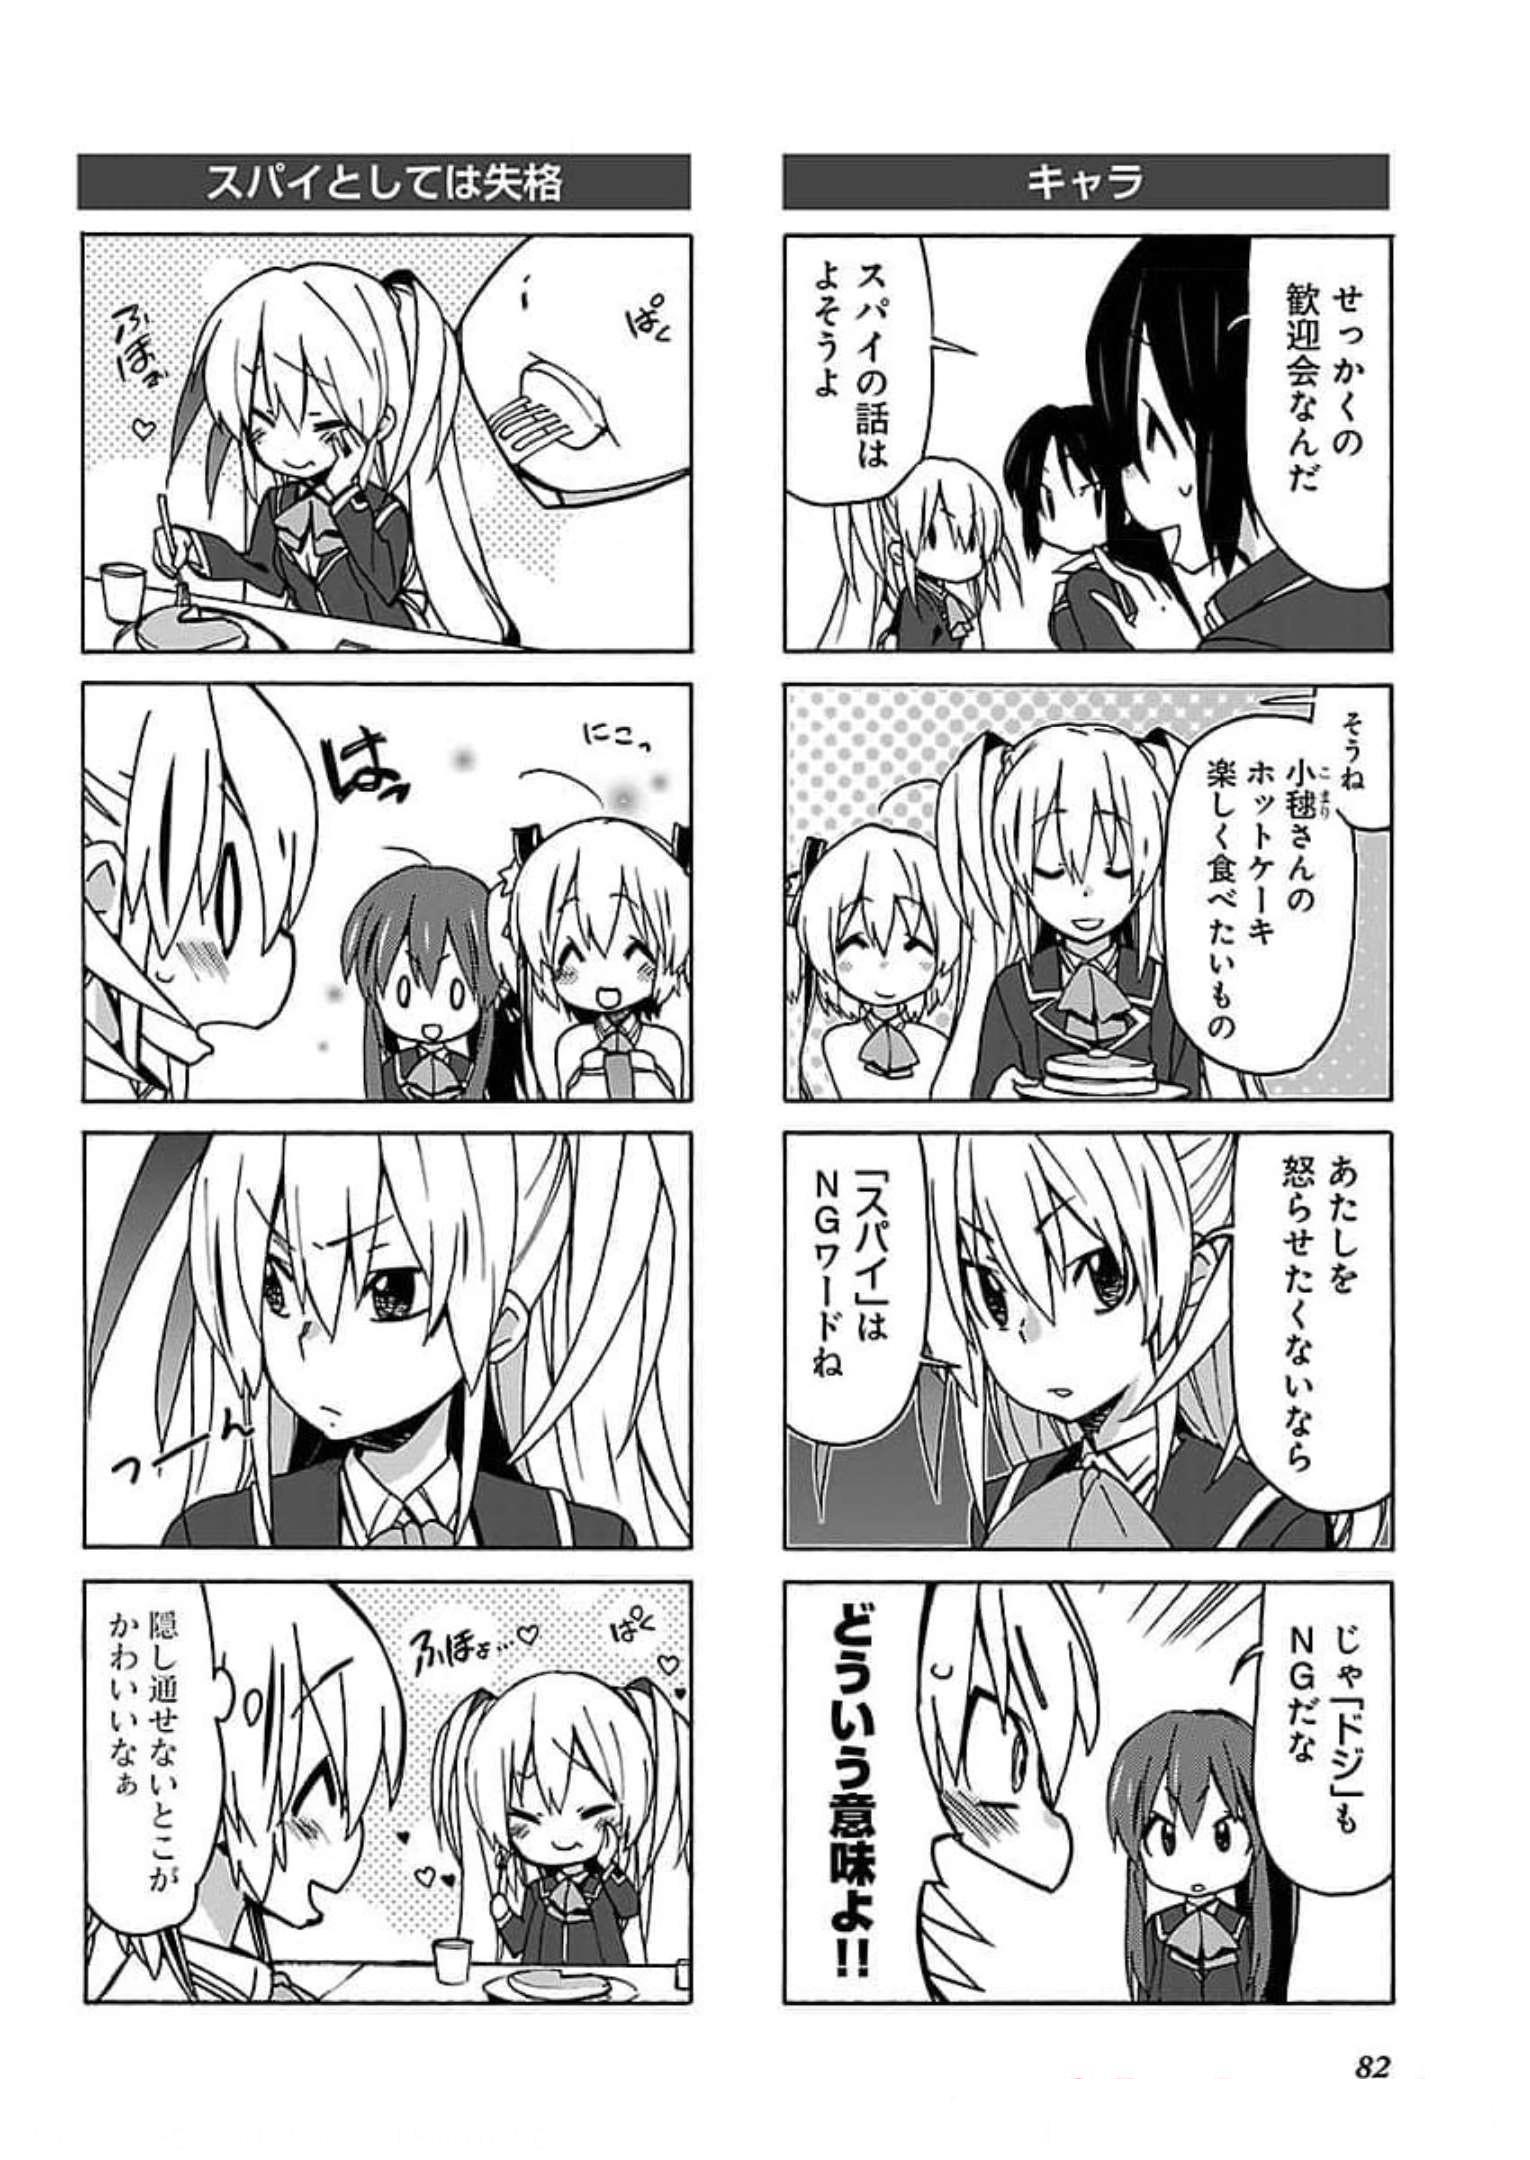 キャラ
せっかくの
歓迎会なんだ
スパイの話は
よそうよ
そうね
小毬さんの
こまり
ホットケーキ
楽しく食べたいもの
あたしを
怒らせたくないなら
「スパイ」は
NGワードね
じゃ「ドジ」も
NGだな
どういう意味よ!!
スパイとしては失格
ぱく
ふほぉ♡
にこっ
はっ
つーーん
ぱく
ふほぉ…♡
隠し通せないとこが
かわいいなぁ
82